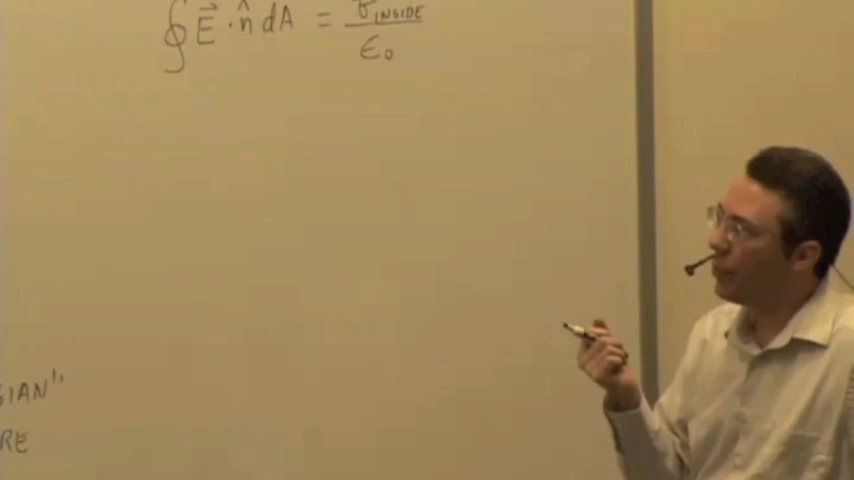 ∮ E⃗ · n̂ dA = q_INSIDE / ε₀
SIAN"
RE